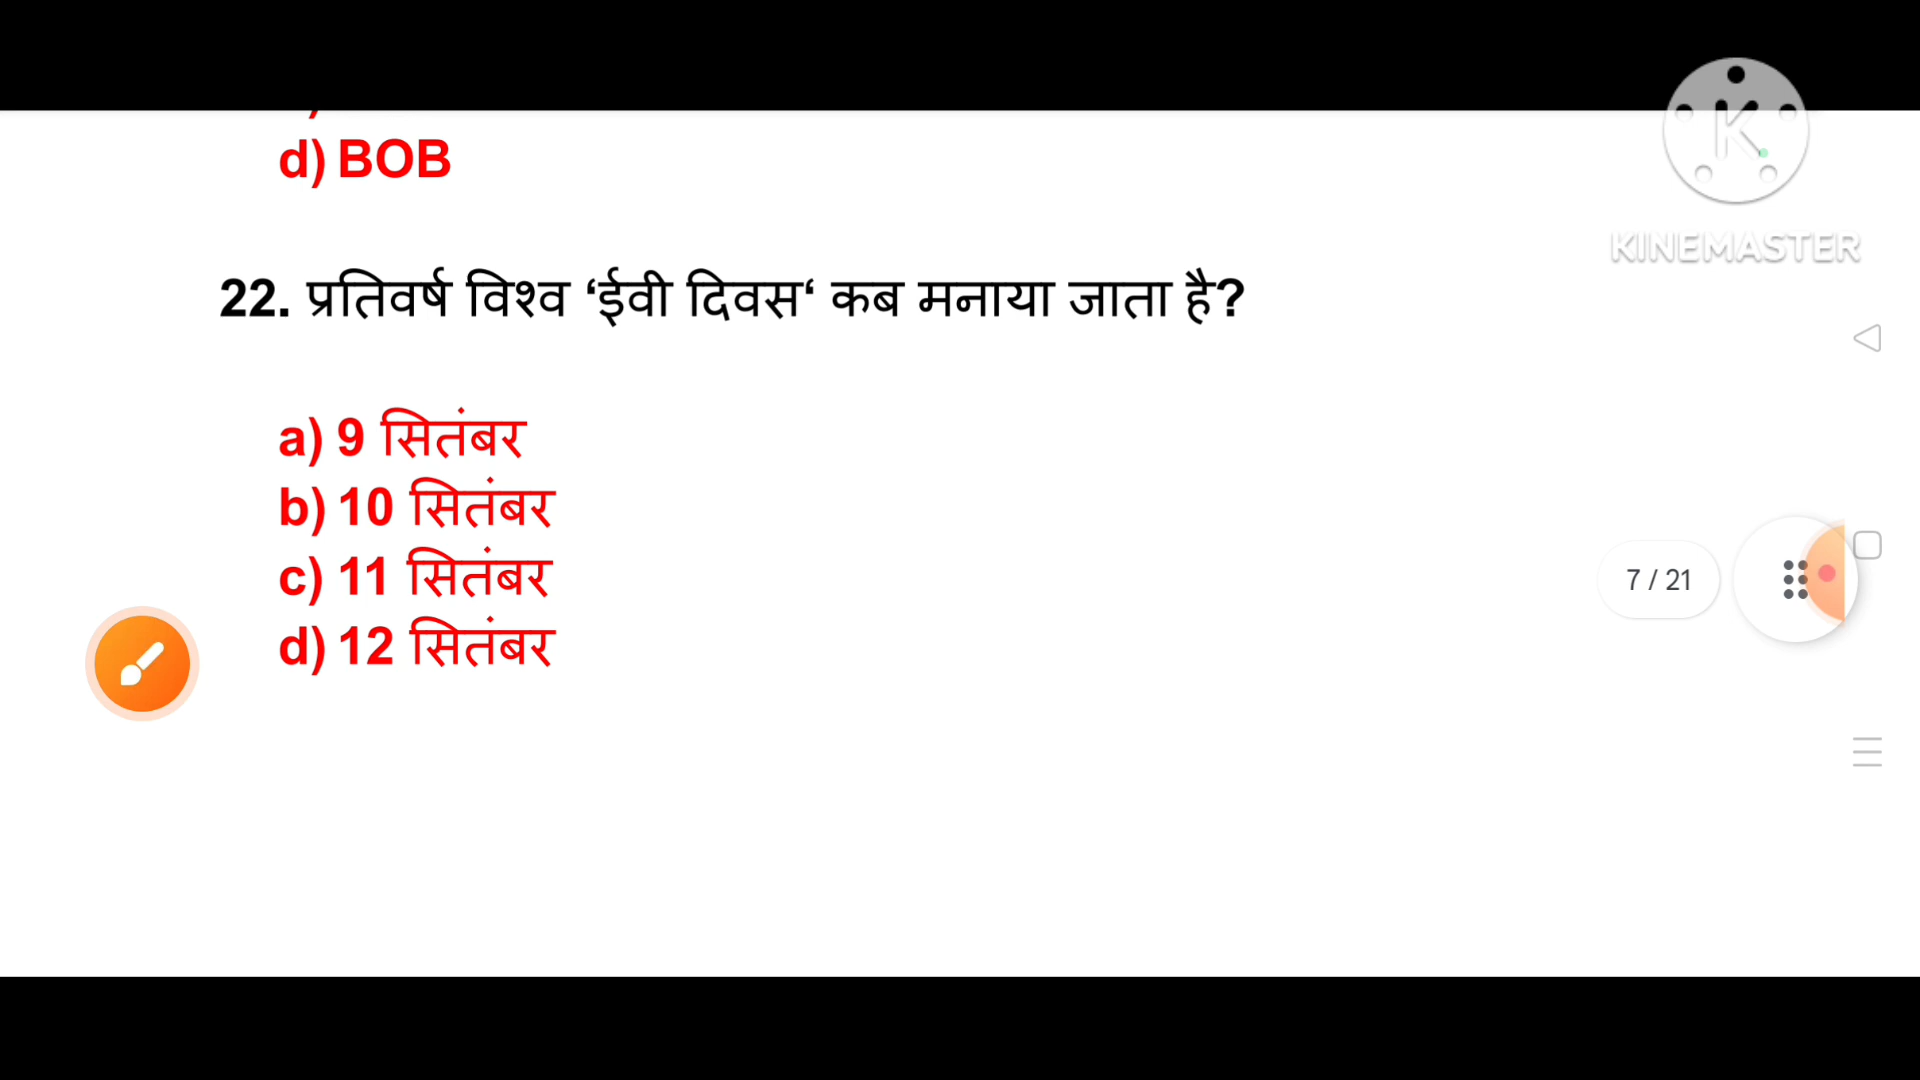 d) BOB
KINEMASTER
22. प्रतिवर्ष विश्व ‘ईवी दिवस‘ कब मनाया जाता है?
a) 9 सितंबर
b) 10 सितंबर
c) 11 सितंबर
d) 12 सितंबर
7 / 21